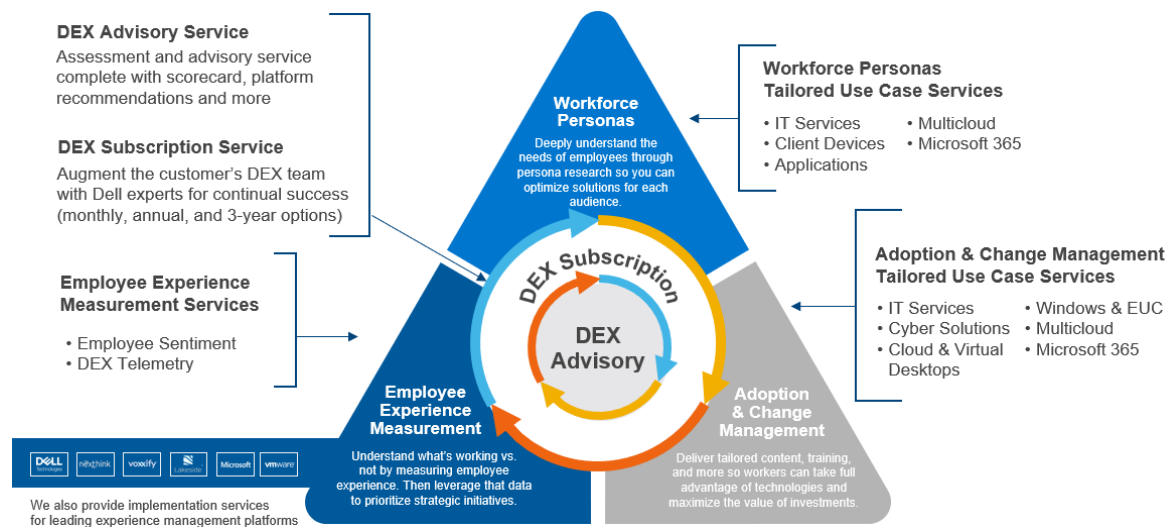 DEX Advisory Service
Assessment and advisory service
complete with scorecard, platform
recommendations and more
DEX Subscription Service
Augment the customer's DEX team
with Dell experts for continual success
(monthly, annual, and 3-year options)
Employee Experience
Measurement Services
• Employee Sentiment
• DEX Telemetry
Workforce
Personas
Deeply understand the
needs of employees through
persona research so you can
optimize solutions for each
audience.
DEX Subscription
DEX
Advisory
Employee
Experience
Measurement
Understand what's working vs.
not by measuring employee
experience. Then leverage that data
to prioritize strategic initiatives.
Adoption
& Change
Management
Deliver tailored content, training,
and more so workers can take full
advantage of technologies and
maximize the value of investments.
Workforce Personas
Tailored Use Case Services
• IT Services
• Client Devices
• Applications
• Multicloud
• Microsoft 365
Adoption & Change Management
Tailored Use Case Services
• IT Services
• Cyber Solutions
• Cloud & Virtual
Desktops
• Windows & EUC
• Multicloud
• Microsoft 365
DELL
Technologies
nexthink
voxxify
Lakeside
Microsoft
vmware
We also provide implementation services
for leading experience management platforms